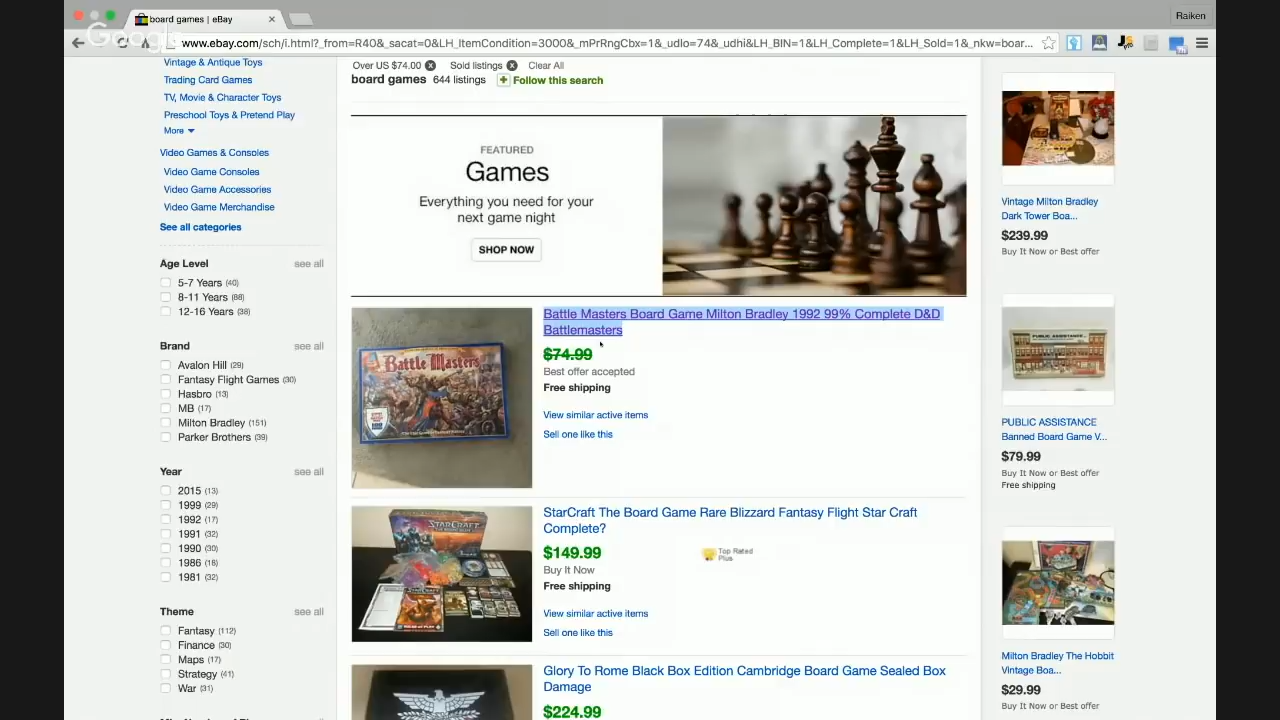 board games | eBay
Raiken
Google
www.ebay.com/sch/i.html?_from=R40&_sacat=0&LH_ItemCondition=3000&_mPrRngCbx=1&_udlo=74&_udhi&LH_BIN=1&LH_Complete=1&LH_Sold=1&_nkw=boar...
Vintage & Antique Toys
Trading Card Games
TV, Movie & Character Toys
Preschool Toys & Pretend Play
More
Video Games & Consoles
Video Game Consoles
Video Game Accessories
Video Game Merchandise
See all categories
Age Level see all
5-7 Years (40)
8-11 Years (88)
12-16 Years (38)
Brand see all
Avalon Hill (29)
Fantasy Flight Games (30)
Hasbro (13)
MB (17)
Milton Bradley (151)
Parker Brothers (39)
Year see all
2015 (13)
1999 (29)
1992 (17)
1991 (32)
1990 (30)
1986 (18)
1981 (32)
Theme see all
Fantasy (112)
Finance (30)
Maps (17)
Strategy (41)
War (31)
Over US $74.00 Sold listings Clear All
board games 644 listings Follow this search
FEATURED
Games
Everything you need for your
next game night
SHOP NOW
Battle Masters
Battle Masters Board Game Milton Bradley 1992 99% Complete D&D
Battlemasters
$74.99
Best offer accepted
Free shipping
View similar active items
Sell one like this
STARCRAFT
StarCraft The Board Game Rare Blizzard Fantasy Flight Star Craft
Complete?
$149.99
Buy It Now
Free shipping
Top Rated
Plus
View similar active items
Sell one like this
Glory To Rome Black Box Edition Cambridge Board Game Sealed Box
Damage
$224.99
Vintage Milton Bradley
Dark Tower Boa...
$239.99
Buy It Now or Best offer
PUBLIC ASSISTANCE
PUBLIC ASSISTANCE
Banned Board Game V...
$79.99
Buy It Now or Best offer
Free shipping
Milton Bradley The Hobbit
Vintage Boa...
$29.99
Buy It Now or Best offer